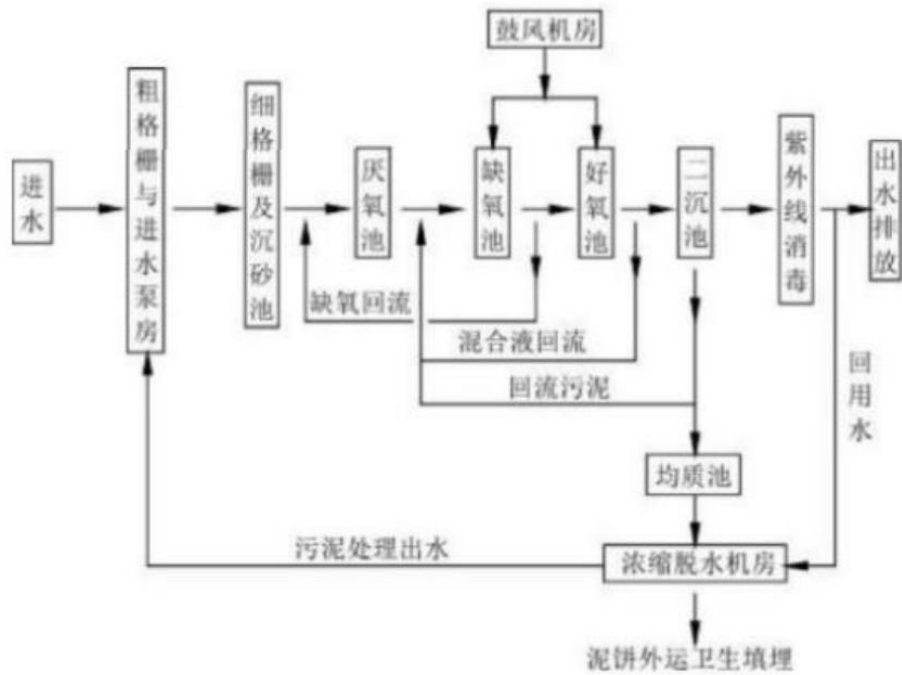 鼓风机房
进水
粗格栅与进水泵房
细格栅及沉砂池
厌氧池
缺氧池
好氧池
二沉池
紫外线消毒
出水排放
缺氧回流
混合液回流
回流污泥
回用水
均质池
污泥处理出水
浓缩脱水机房
泥饼外运卫生填埋